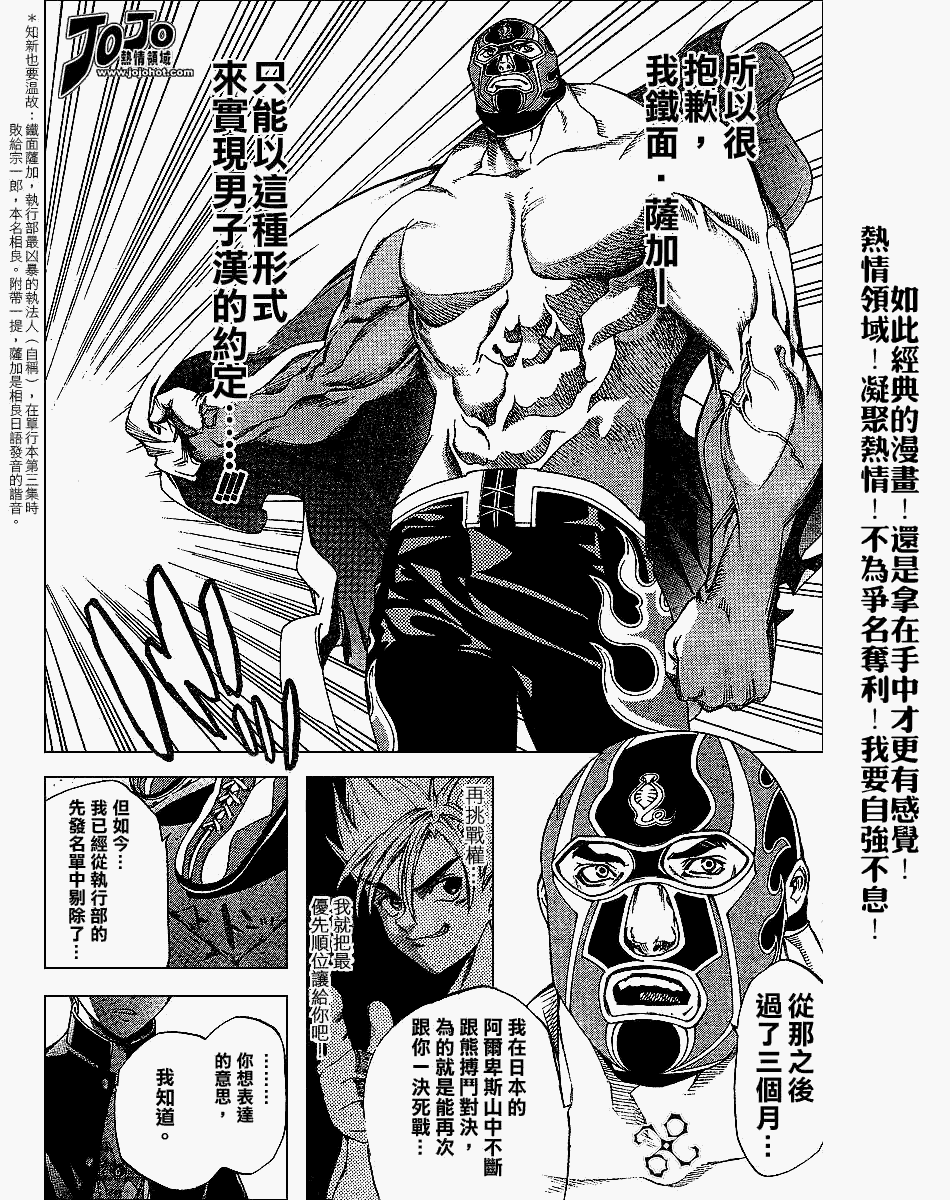 JoJo
熱情領域
www.jojohot.com
如此經典的漫畫！還是拿在手中才更有感覺！
熱情領域！凝聚熱情！不為爭名奪利！我要自強不息！
所以很
抱歉，
我鐵面．薩加—
只能以這種形式
來實現男子漢的約定………!!!
＊知新也要温故：鐵面薩加，執行部最凶暴的執法人（自稱），在單行本第三集時
敗給宗一郎，本名相良。附帶一提，薩加是相良日語發音的諧音。
從那之後
過了三個月…
我在日本的
阿爾卑斯山中不斷
跟熊搏鬥對決，
為的就是能再次
跟你一決死戰…
再挑戰權…
我就把最
優先順位讓給你吧！
但如今…
我已經從執行部的
先發名單中剔除了…
………
你想表達
的意思，
我知道。